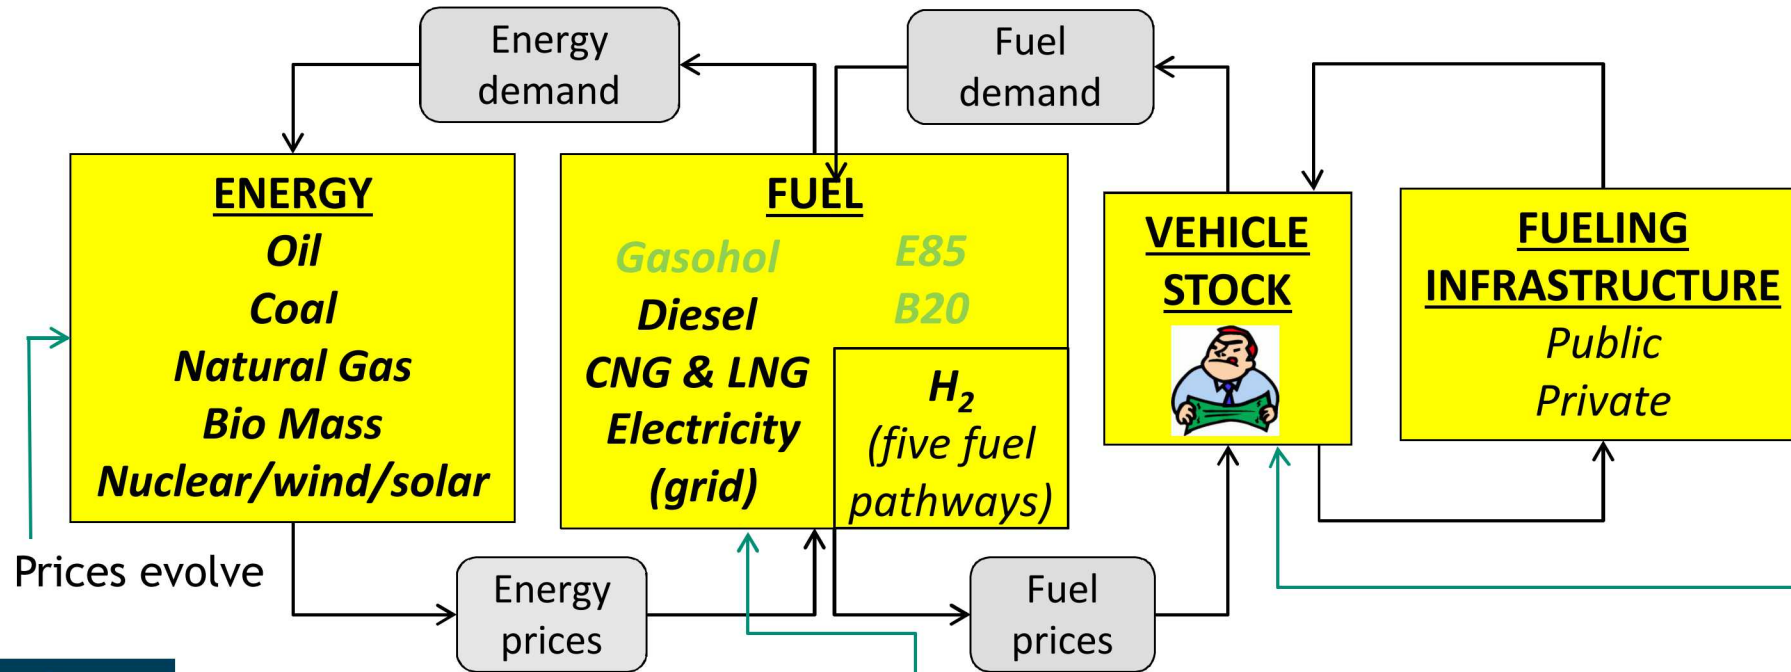 Energy
demand
Fuel
demand
ENERGY
Oil
Coal
Natural Gas
Bio Mass
Nuclear/wind/solar
FUEL
Gasohol
E85
Diesel
B20
CNG & LNG
Electricity
(grid)
H2
(five fuel
pathways)
VEHICLE
STOCK
FUELING
INFRASTRUCTURE
Public
Private
Prices evolve
Energy
prices
Fuel
prices